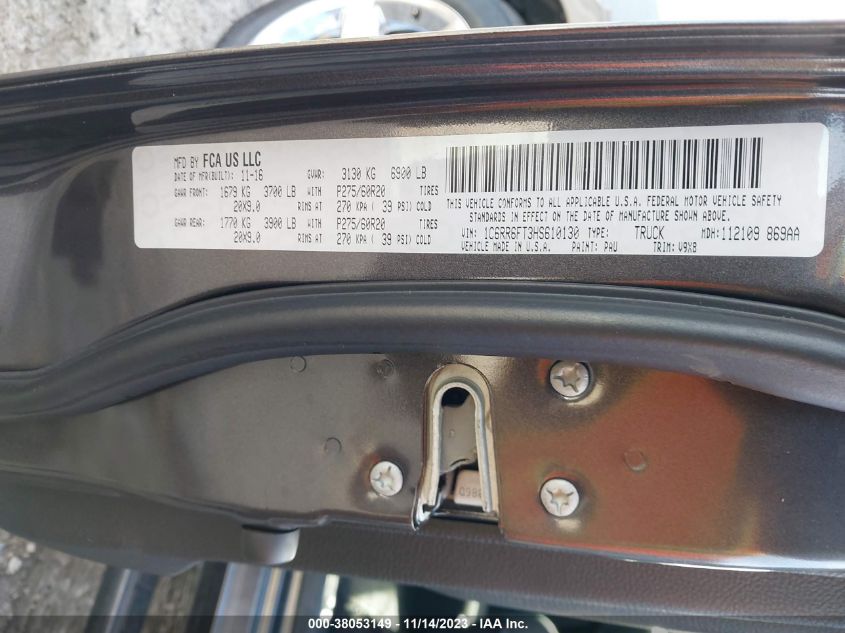 MFD BY FCA US LLC
DATE OF MFR(BUILT): 11-16 GVWR: 3130 KG 6900 LB
GAWR FRONT: 1679 KG 3700 LB WITH P275/60R20 TIRES
20X9.0 RIMS AT 270 KPA ( 39 PSI) COLD
GAWR REAR: 1770 KG 3900 LB WITH P275/60R20 TIRES
20X9.0 RIMS AT 270 KPA ( 39 PSI) COLD
THIS VEHICLE CONFORMS TO ALL APPLICABLE U.S.A. FEDERAL MOTOR VEHICLE SAFETY
STANDARDS IN EFFECT ON THE DATE OF MANUFACTURE SHOWN ABOVE.
VIN: 1C6RR6FT3HS610130 TYPE: TRUCK MDH: 112109 869AA
VEHICLE MADE IN U.S.A. PAINT: PAU TRIM: V9X8
000-38053149 - 11/14/2023 - 1IAAI.com